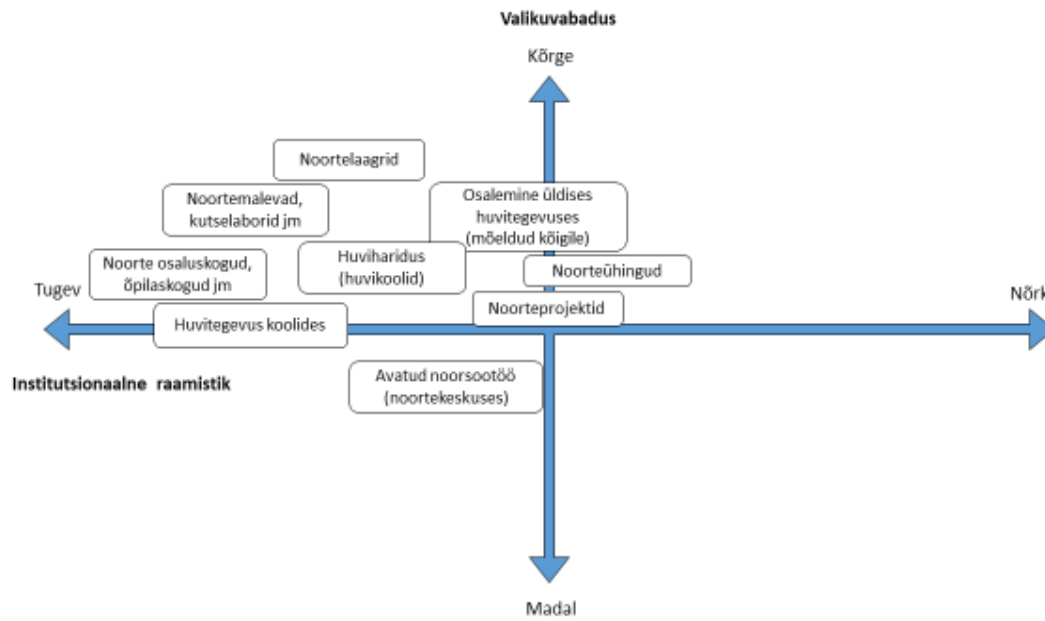 Valikuvabadus
Kõrge
Noortelaagrid
Noortemalevad,
kutselaborid jm
Osalemine üldises
huvitegevuses
(mõeldud kõigile)
Huviharidus
(huvikoolid)
Noorte osaluskogud,
õpilaskogud jm
Noorteühingud
Tugev
Nõrk
Noorteprojektid
Huvitegevus koolides
Institutsionaalne raamistik
Avatud noorsootöö
(noortekeskuses)
Madal